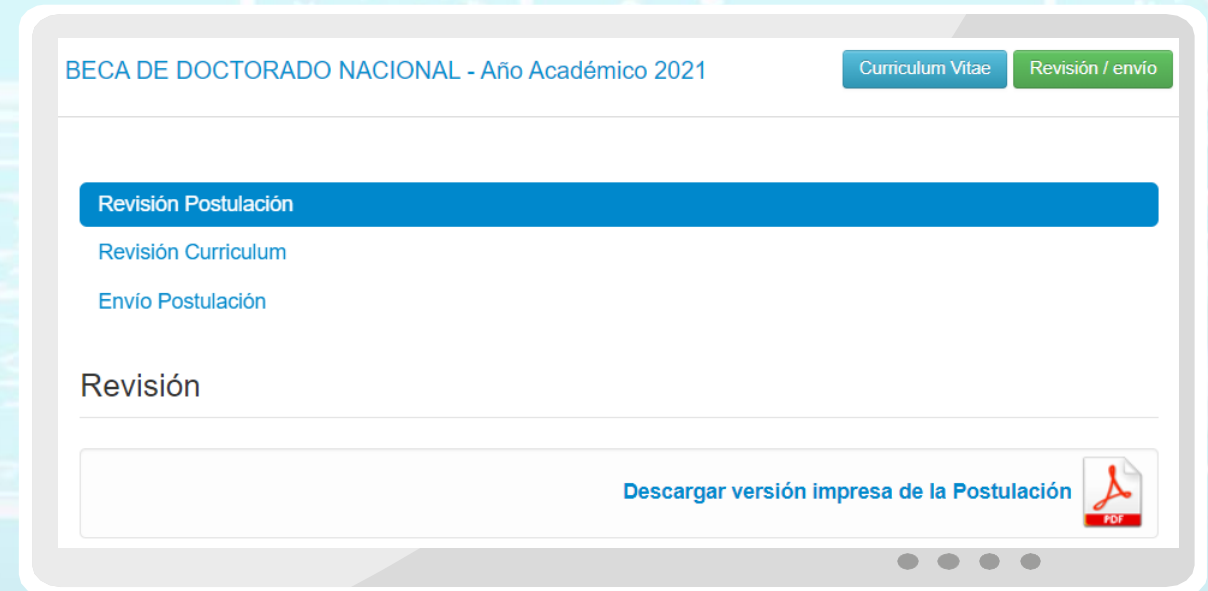 BECA DE DOCTORADO NACIONAL - Año Académico 2021
Curriculum Vitae
Revisión / envío
Revisión Postulación
Revisión Curriculum
Envío Postulación
Revisión
Descargar versión impresa de la Postulación
PDF